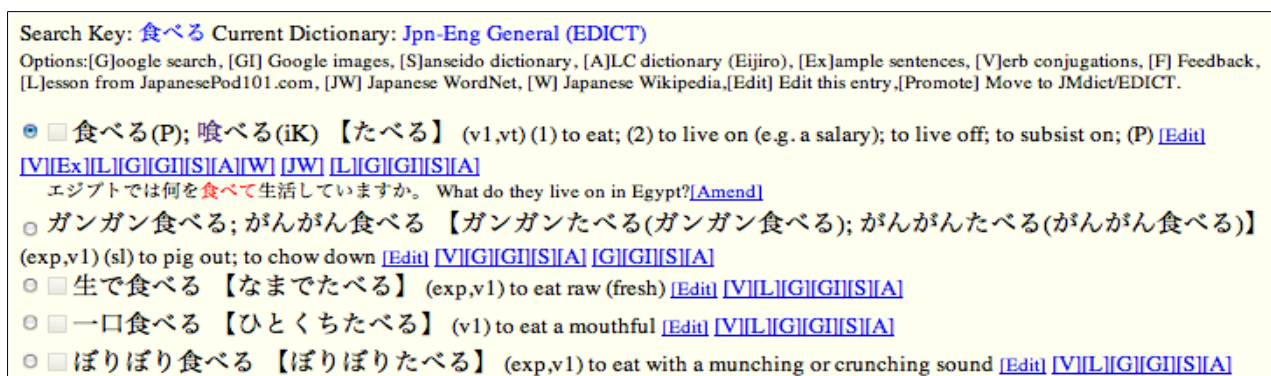 Search Key: 食べる Current Dictionary: Jpn-Eng General (EDICT)
Options:[G]oogle search, [GI] Google images, [S]anseido dictionary, [A]LC dictionary (Eijiro), [Ex]ample sentences, [V]erb conjugations, [F] Feedback,
[L]esson from JapanesePod101.com, [JW] Japanese WordNet, [W] Japanese Wikipedia,[Edit] Edit this entry,[Promote] Move to JMdict/EDICT.
食べる(P); 喰べる(iK) 【たべる】 (v1,vt) (1) to eat; (2) to live on (e.g. a salary); to live off; to subsist on; (P) [Edit]
[V][Ex][L][G][GI][S][A][W] [JW] [L][G][GI][S][A]
エジプトでは何を食べて生活していますか。 What do they live on in Egypt?[Amend]
ガンガン食べる; がんがん食べる 【ガンガンたべる(ガンガン食べる); がんがんたべる(がんがん食べる)】
(exp,v1) (sl) to pig out; to chow down [Edit] [V][G][GI][S][A] [G][GI][S][A]
生で食べる 【なまでたべる】 (exp,v1) to eat raw (fresh) [Edit] [V][L][G][GI][S][A]
一口食べる 【ひとくちたべる】 (v1) to eat a mouthful [Edit] [V][L][G][GI][S][A]
ぼりぼり食べる 【ぼりぼりたべる】 (exp,v1) to eat with a munching or crunching sound [Edit] [V][L][G][GI][S][A]